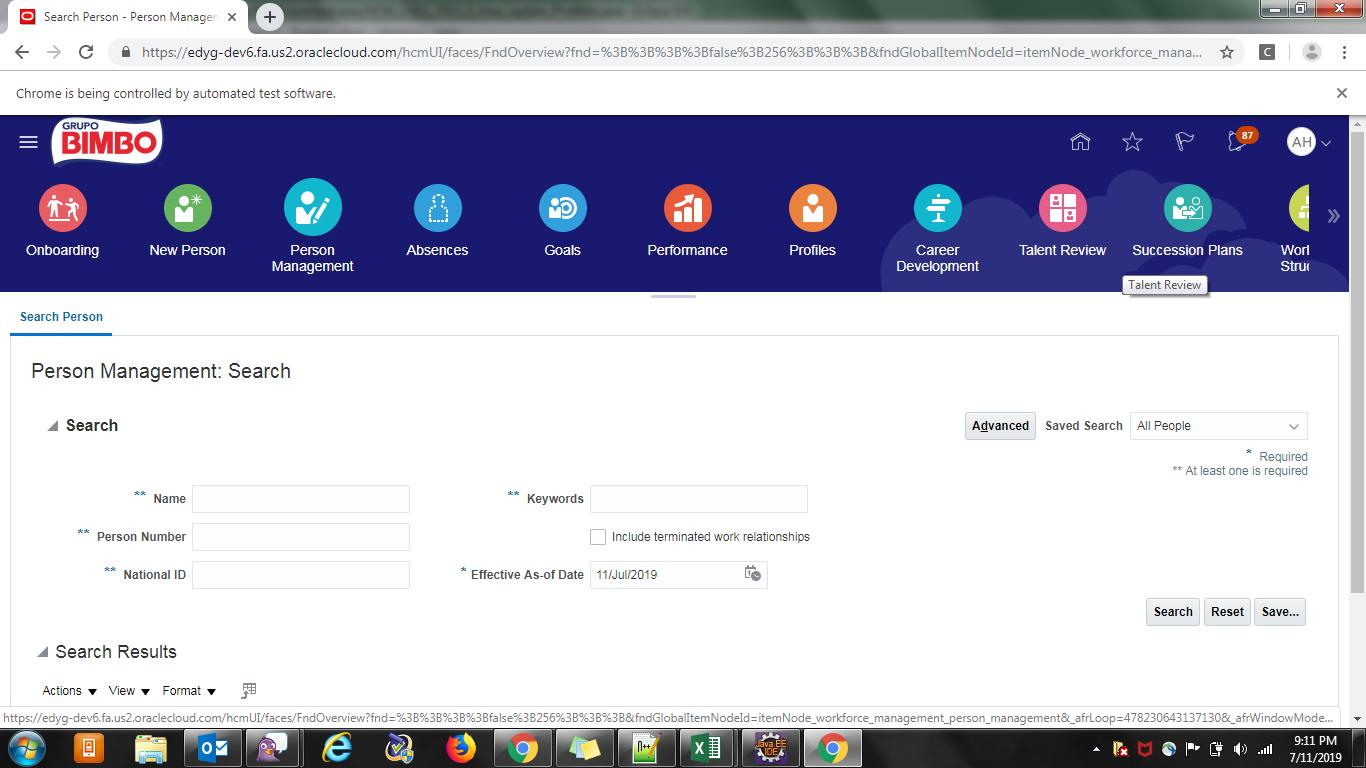 Search Person - Person Managen
https://edyg-dev6.fa.us2.oraclecloud.com/hcmUI/faces/FndOverview?fnd=%3B%3B%3B%3Bfalse%3B256%3B%3B%3B&fndGlobalItemNodeId=itemNode_workforce_mana...
C
Chrome is being controlled by automated test software.
GRUPO
BIMBO
87
AH
Onboarding
New Person
Person Management
Absences
Goals
Performance
Profiles
Career Development
Talent Review
Succession Plans
Worl
Struc
Talent Review
Search Person
Person Management: Search
Search
Advanced
Saved Search
All People
* Required
** At least one is required
** Name
** Keywords
** Person Number
Include terminated work relationships
** National ID
* Effective As-of Date
11/Jul/2019
Search
Reset
Save...
Search Results
Actions
View
Format
https://edyg-dev6.fa.us2.oraclecloud.com/hcmUI/faces/FndOverview?fnd=%3B%3B%3B%3Bfalse%3B256%3B%3B%3B&fndGlobalItemNodeId=itemNode_workforce_management_person_management&_afrLoop=478230643137130&_afrWindowMode...
Java EE
IDE
9:11 PM
7/11/2019